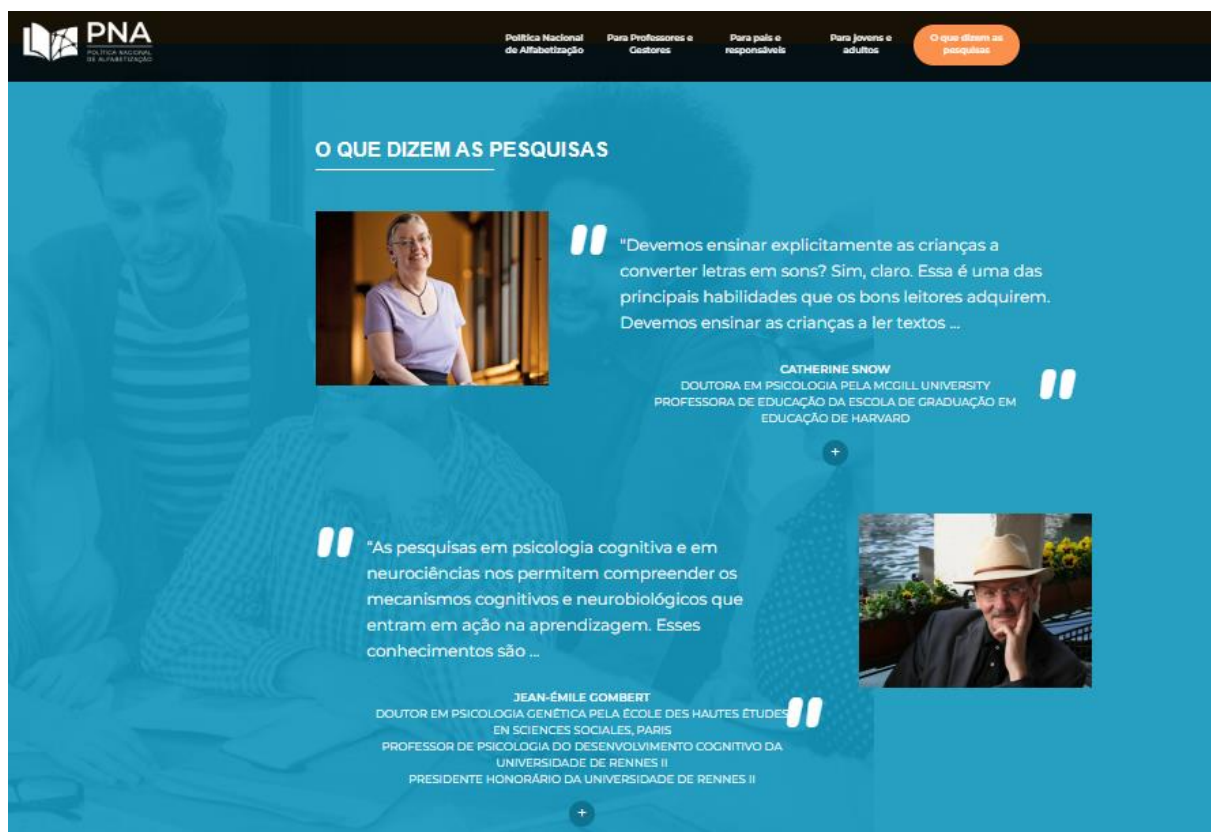 PNA
POLÍTICA NACIONAL
DE ALFABETIZAÇÃO
Política Nacional
de Alfabetização
Para Professores e
Gestores
Para pais e
responsáveis
Para jovens e
adultos
O que dizem as
pesquisas
O QUE DIZEM AS PESQUISAS
"Devemos ensinar explicitamente as crianças a
converter letras em sons? Sim, claro. Essa é uma das
principais habilidades que os bons leitores adquirem.
Devemos ensinar as crianças a ler textos ...
CATHERINE SNOW
DOUTORA EM PSICOLOGIA PELA MCGILL UNIVERSITY
PROFESSORA DE EDUCAÇÃO DA ESCOLA DE GRADUAÇÃO EM
EDUCAÇÃO DE HARVARD
+
"As pesquisas em psicologia cognitiva e em
neurociências nos permitem compreender os
mecanismos cognitivos e neurobiológicos que
entram em ação na aprendizagem. Esses
conhecimentos são ...
JEAN-ÉMILE GOMBERT
DOUTOR EM PSICOLOGIA GENÉTICA PELA ÉCOLE DES HAUTES ÉTUDES
EN SCIENCES SOCIALES, PARIS
PROFESSOR DE PSICOLOGIA DO DESENVOLVIMENTO COGNITIVO DA
UNIVERSIDADE DE RENNES II
PRESIDENTE HONORÁRIO DA UNIVERSIDADE DE RENNES II
+